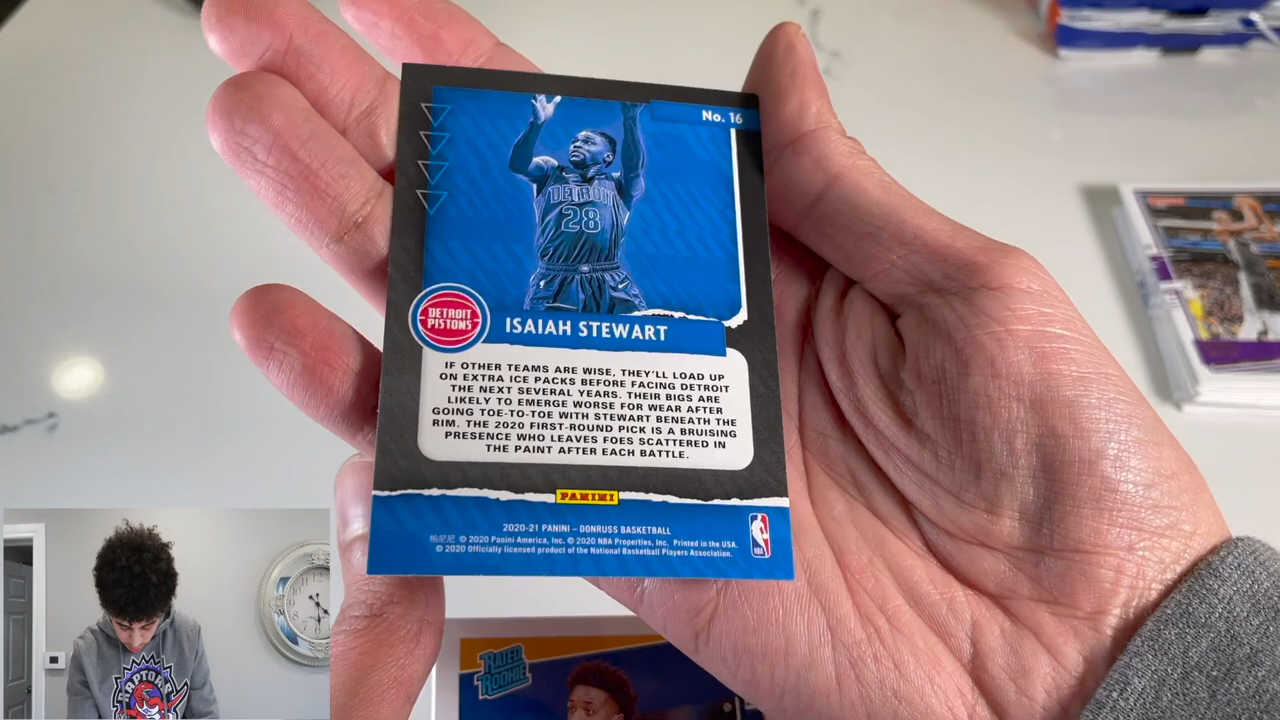 No. 16
DETROIT
28
DETROIT
PISTONS
ISAIAH STEWART
IF OTHER TEAMS ARE WISE, THEY'LL LOAD UP
ON EXTRA ICE PACKS BEFORE FACING DETROIT
THE NEXT SEVERAL YEARS. THEIR BIGS ARE
LIKELY TO EMERGE WORSE FOR WEAR AFTER
GOING TOE-TO-TOE WITH STEWART BENEATH THE
RIM. THE 2020 FIRST-ROUND PICK IS A BRUISING
PRESENCE WHO LEAVES FOES SCATTERED IN
THE PAINT AFTER EACH BATTLE.
PANINI
2020-21 PANINI – DONRUSS BASKETBALL
帕尼尼 © 2020 Panini America, Inc. © 2020 NBA Properties, Inc. Printed in the USA.
© 2020 Officially licensed product of the National Basketball Players Association.
NBA
RATED
ROOKIE
RAPTORS